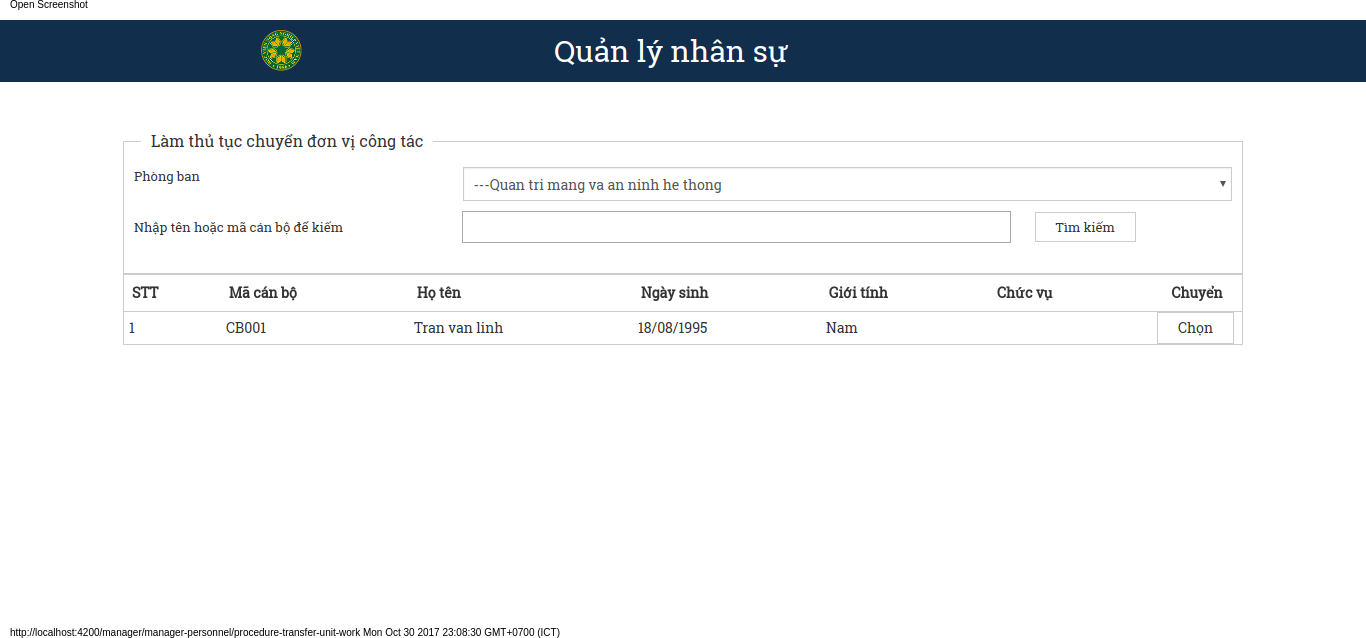 Open Screenshot
Quản lý nhân sự
Làm thủ tục chuyển đơn vị công tác
Phòng ban
---Quan tri mang va an ninh he thong
Nhập tên hoặc mã cán bộ để kiếm
Tìm kiếm
STT Mã cán bộ Họ tên Ngày sinh Giới tính Chức vụ Chuyển
1 CB001 Tran van linh 18/08/1995 Nam Chọn
http://localhost:4200/manager/manager-personnel/procedure-transfer-unit-work Mon Oct 30 2017 23:08:30 GMT+0700 (ICT)